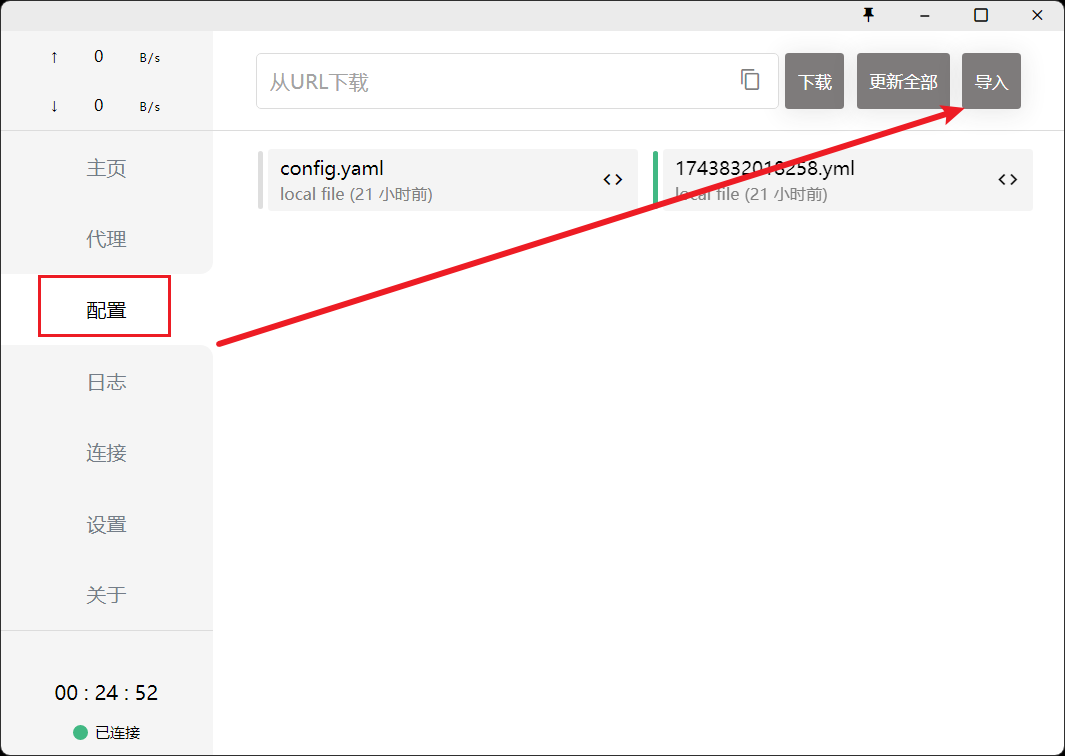 ↑ 0 B/s
↓ 0 B/s
从URL下载
下载
更新全部
导入
主页
代理
配置
日志
连接
设置
关于
config.yaml
local file (21 小时前)
1743832018258.yml
local file (21 小时前)
00 : 24 : 52
已连接